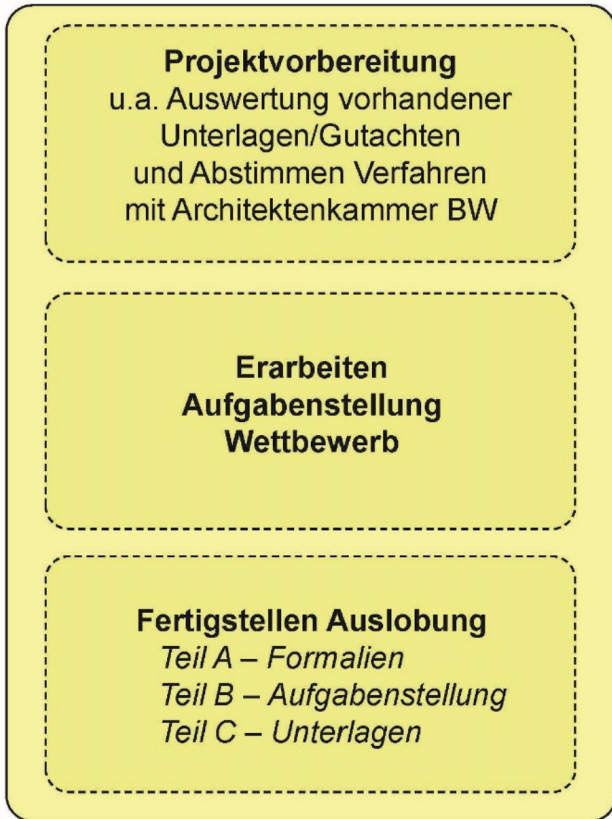 Projektvorbereitung
u.a. Auswertung vorhandener
Unterlagen/Gutachten
und Abstimmen Verfahren
mit Architektenkammer BW
Erarbeiten
Aufgabenstellung
Wettbewerb
Fertigstellen Auslobung
Teil A – Formalien
Teil B – Aufgabenstellung
Teil C – Unterlagen